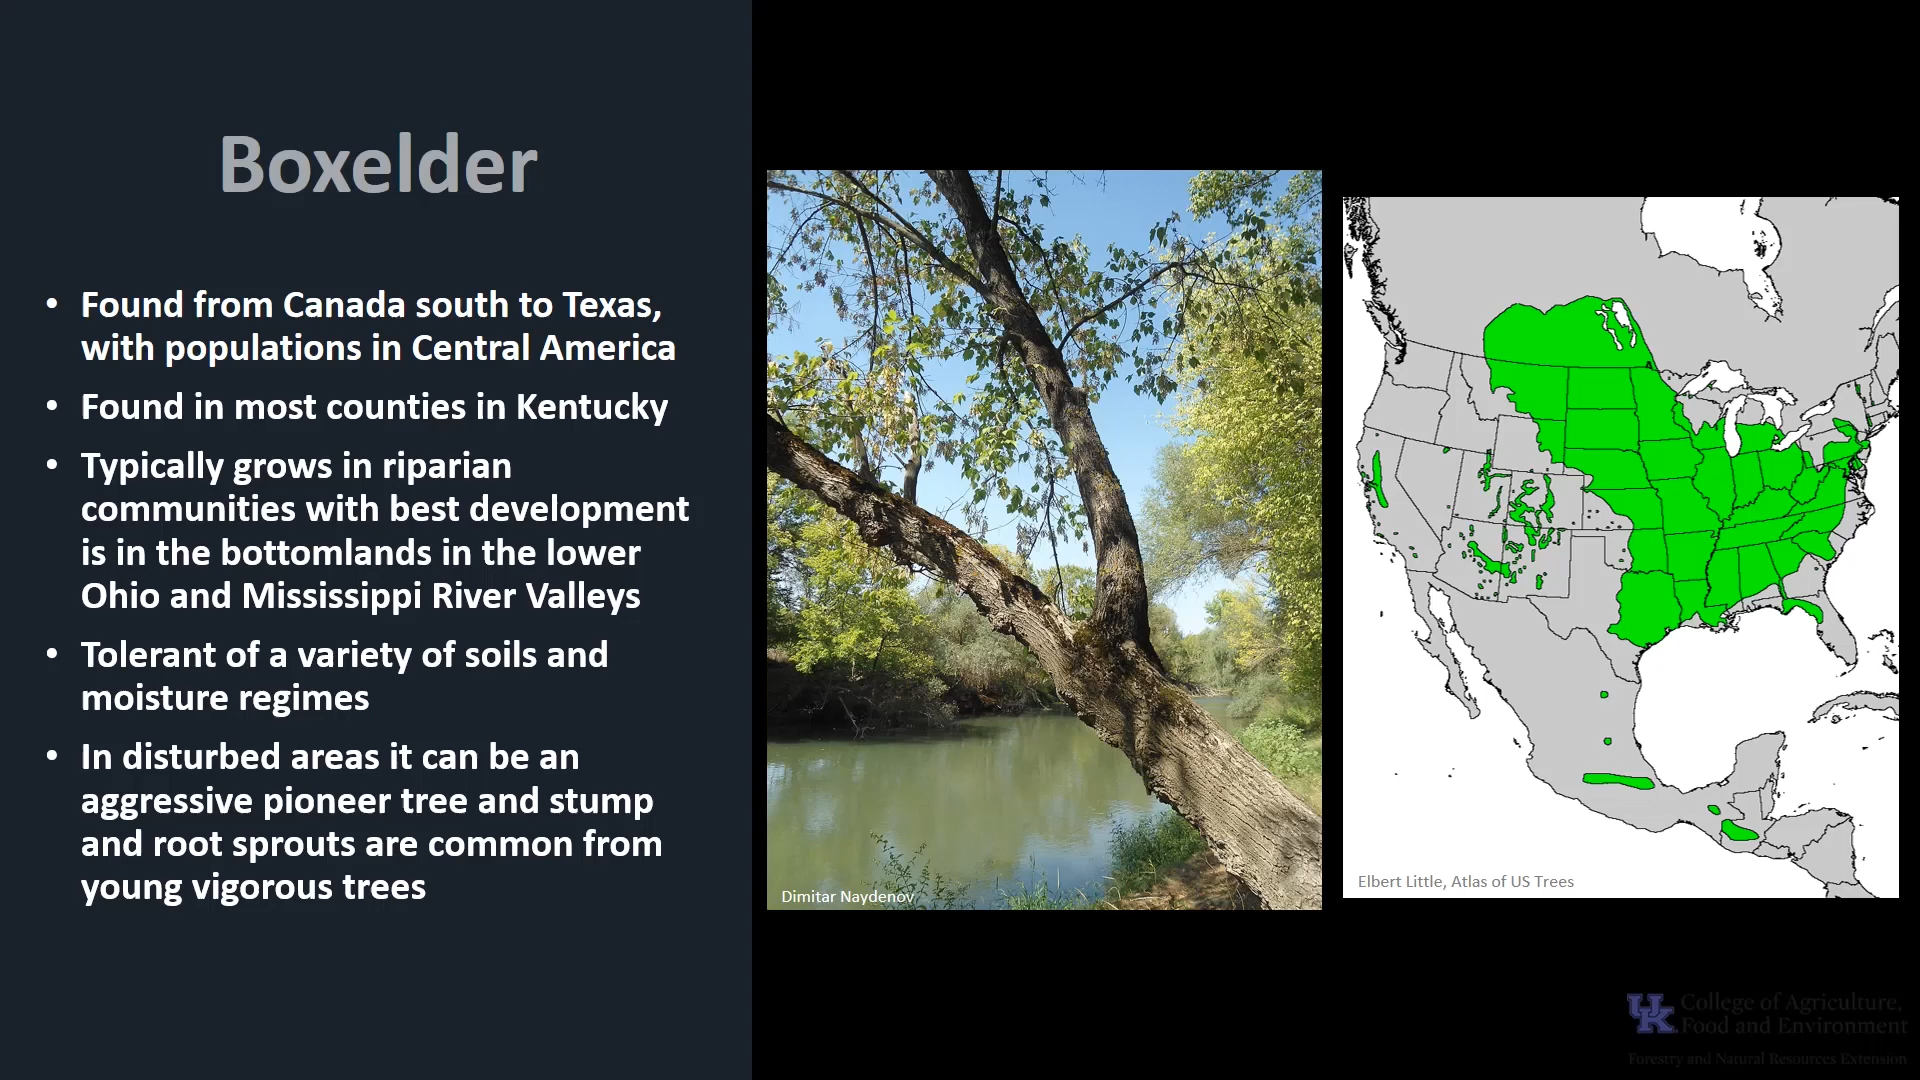 Boxelder
• Found from Canada south to Texas,
with populations in Central America
• Found in most counties in Kentucky
• Typically grows in riparian
communities with best development
is in the bottomlands in the lower
Ohio and Mississippi River Valleys
• Tolerant of a variety of soils and
moisture regimes
• In disturbed areas it can be an
aggressive pioneer tree and stump
and root sprouts are common from
young vigorous trees
Dimitar Naydenov
Elbert Little, Atlas of US Trees
UK College of Agriculture,
Food and Environment
Forestry and Natural Resources Extension